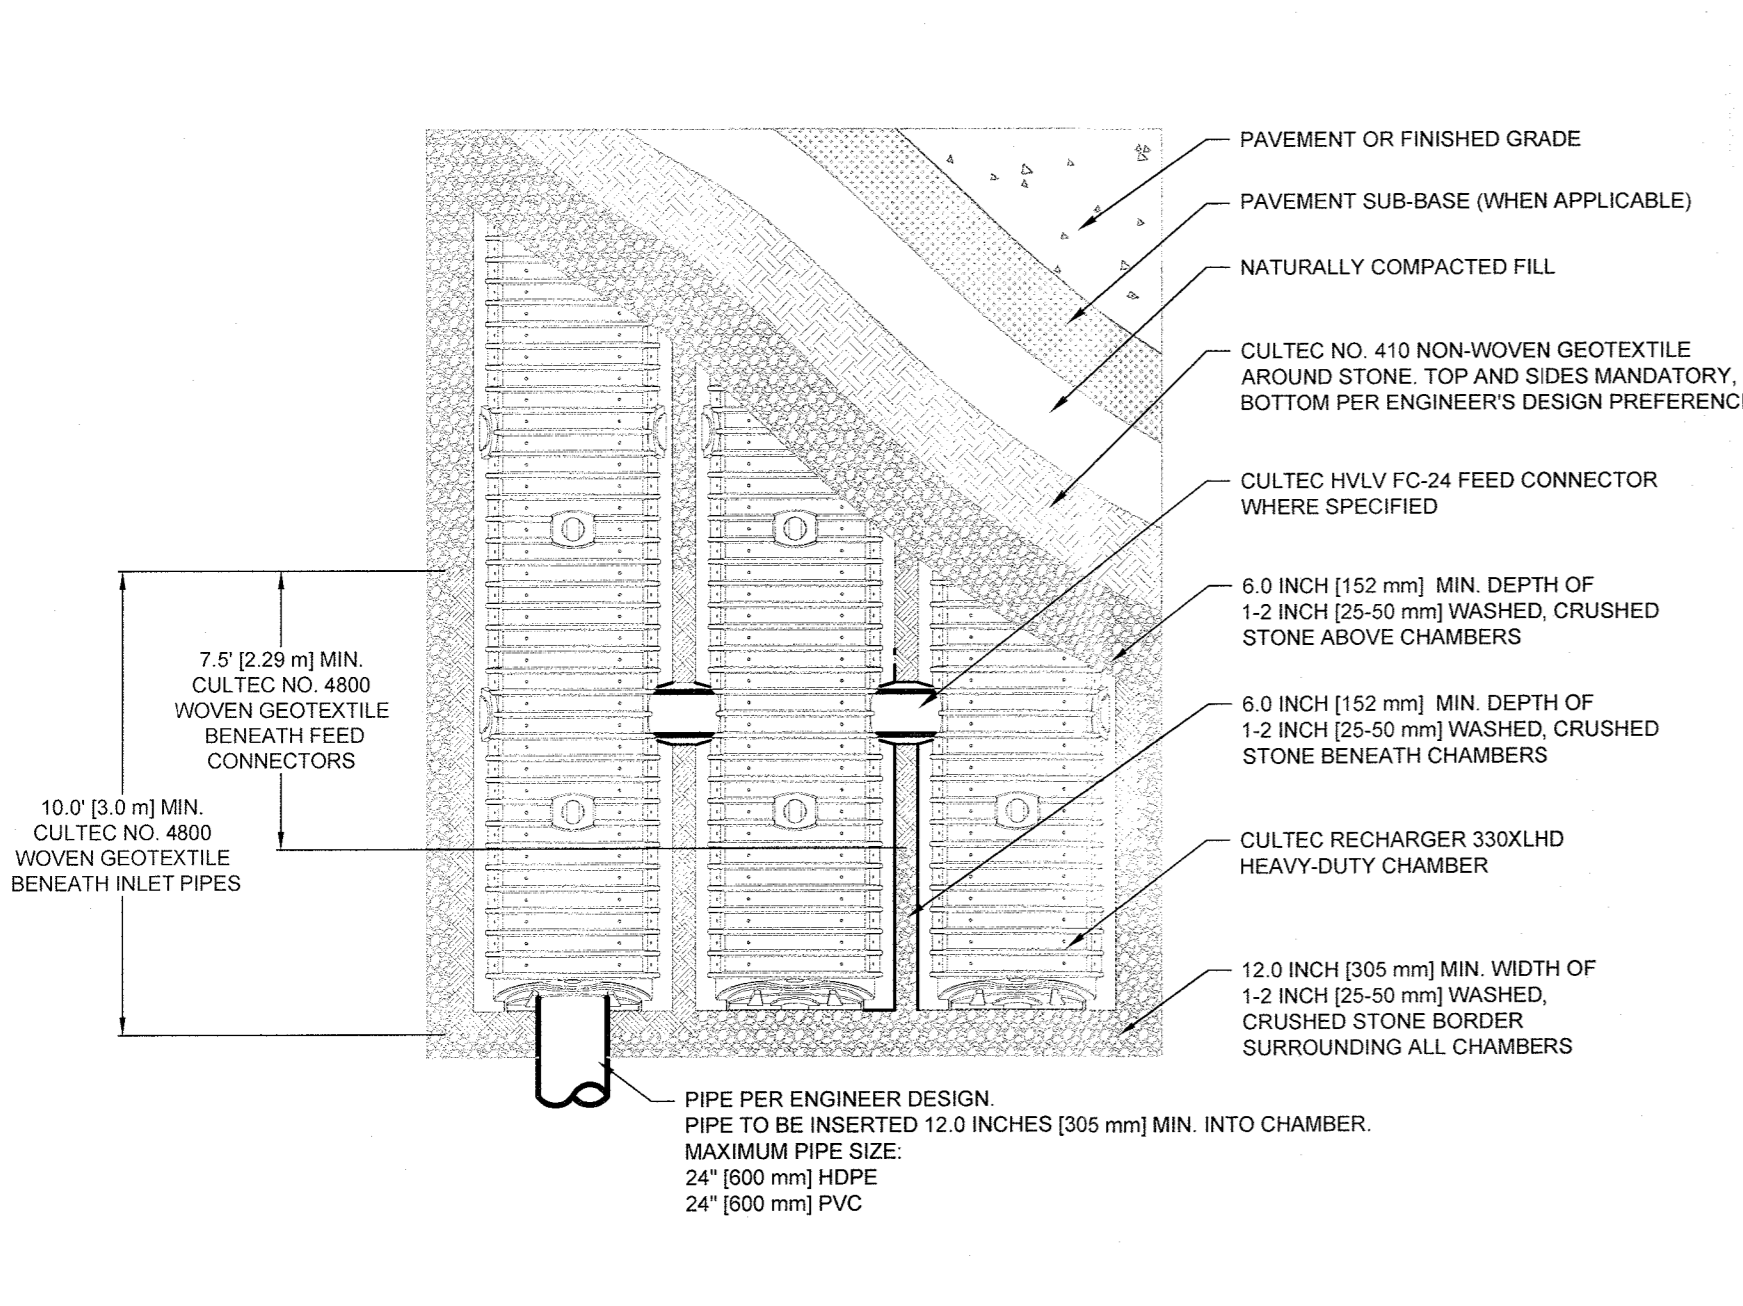 PAVEMENT OR FINISHED GRADE
PAVEMENT SUB-BASE (WHEN APPLICABLE)
NATURALLY COMPACTED FILL
CULTEC NO. 410 NON-WOVEN GEOTEXTILE
AROUND STONE. TOP AND SIDES MANDATORY,
BOTTOM PER ENGINEER'S DESIGN
CULTEC HVLV FC-24 FEED CONNECTOR
WHERE SPECIFIED
6.0 INCH [152 mm] MIN. DEPTH OF
1-2 INCH [25-50 mm] WASHED, CRUSHED
STONE ABOVE CHAMBERS
7.5' [2.29 m] MIN.
CULTEC NO. 4800
WOVEN GEOTEXTILE
BENEATH FEED
CONNECTORS
6.0 INCH [152 mm] MIN. DEPTH OF
1-2 INCH [25-50 mm] WASHED, CRUSHED
STONE BENEATH CHAMBERS
10.0' [3.0 m] MIN.
CULTEC NO. 4800
WOVEN GEOTEXTILE
BENEATH INLET PIPES
CULTEC RECHARGER 330XLHD
HEAVY-DUTY CHAMBER
12.0 INCH [305 mm] MIN. WIDTH OF
1-2 INCH [25-50 mm] WASHED,
CRUSHED STONE BORDER
SURROUNDING ALL CHAMBERS
PIPE PER ENGINEER DESIGN.
PIPE TO BE INSERTED 12.0 INCHES [305 mm] MIN. INTO CHAMBER.
MAXIMUM PIPE SIZE:
24" [600 mm] HDPE
24" [600 mm] PVC